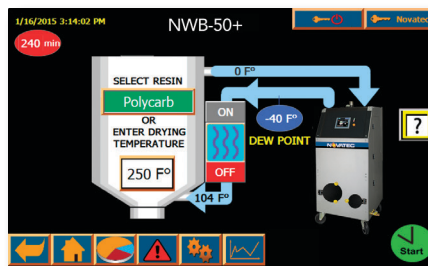 1/16/2015 3:14:02 PM
NWB-50+
Novatec
240 min
0 F°
SELECT RESIN
Polycarb
OR
ENTER DRYING
TEMPERATURE
250 F°
ON
OFF
-40 F°
DEW POINT
104 F°
NOVATEC
?
Start